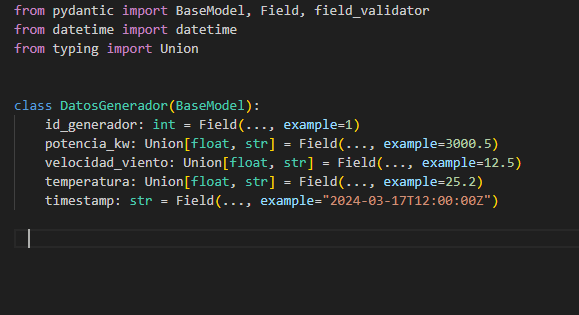 from pydantic import BaseModel, Field, field_validator
from datetime import datetime
from typing import Union
class DatosGenerador(BaseModel):
    id_generador: int = Field(..., example=1)
    potencia_kw: Union[float, str] = Field(..., example=3000.5)
    velocidad_viento: Union[float, str] = Field(..., example=12.5)
    temperatura: Union[float, str] = Field(..., example=25.2)
    timestamp: str = Field(..., example="2024-03-17T12:00:00Z")